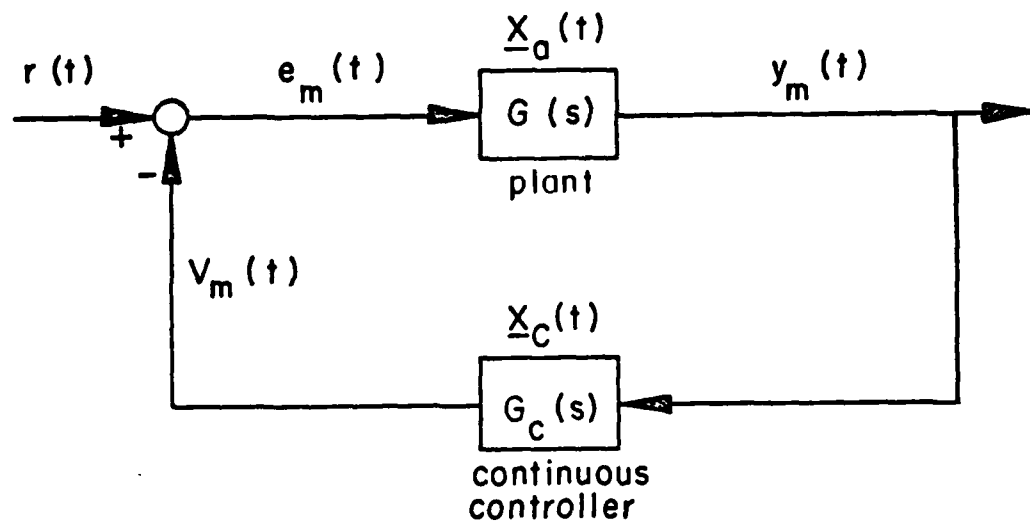 X_a(t)
r(t)
e_m(t)
y_m(t)
G(s)
+
-
plant
V_m(t)
X_C(t)
G_c(s)
continuous
controller